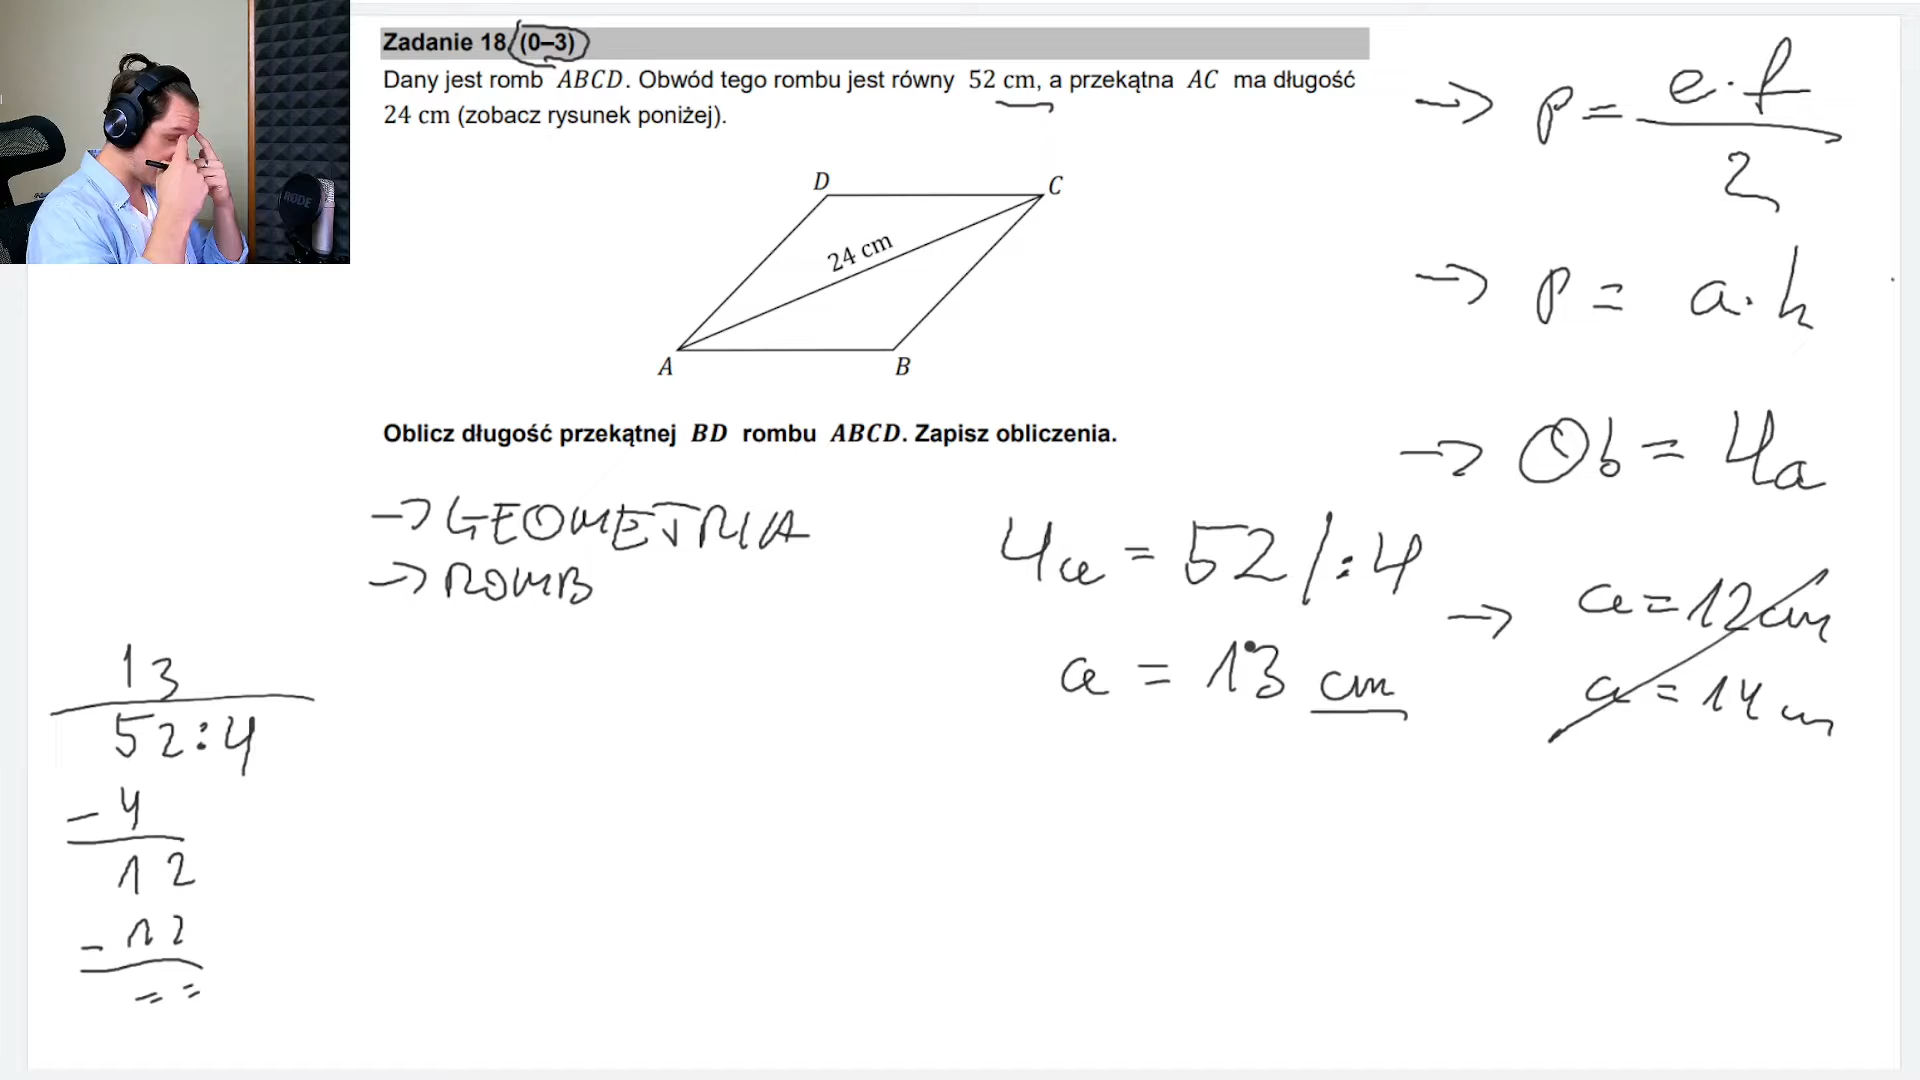 Zadanie 18. (0–3)
Dany jest romb ABCD. Obwód tego rombu jest równy 52 cm, a przekątna AC ma długość
24 cm (zobacz rysunek poniżej).
D
C
24 cm
A
B
Oblicz długość przekątnej BD rombu ABCD. Zapisz obliczenia.
→ GEOMETRIA
→ ROMB
→ P = e·f
2
→ P = a·h
→ Ob = 4a
4a = 52 /:4
a = 13 cm
→ a = 12 cm
a = 14 cm
13
52:4
- 4
12
- 12
= =
RODE